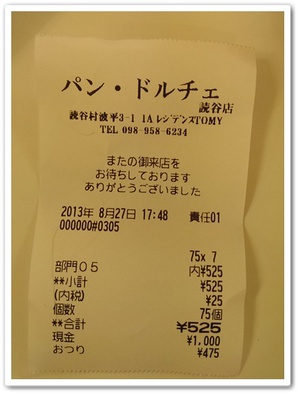 パン・ドルチェ
読谷店
読谷村波平3-1 1A レジデンスTOMY
TEL 098-958-6234
またの御来店を
お待ちしております
ありがとうございました
2013年 8月27日 17:48 責任01
000000#0305
75x 7
部門05 内¥525
**小計 ¥525
(内税) ¥25
個数 75個
**合計 ¥525
現金 ¥1,000
おつり ¥475